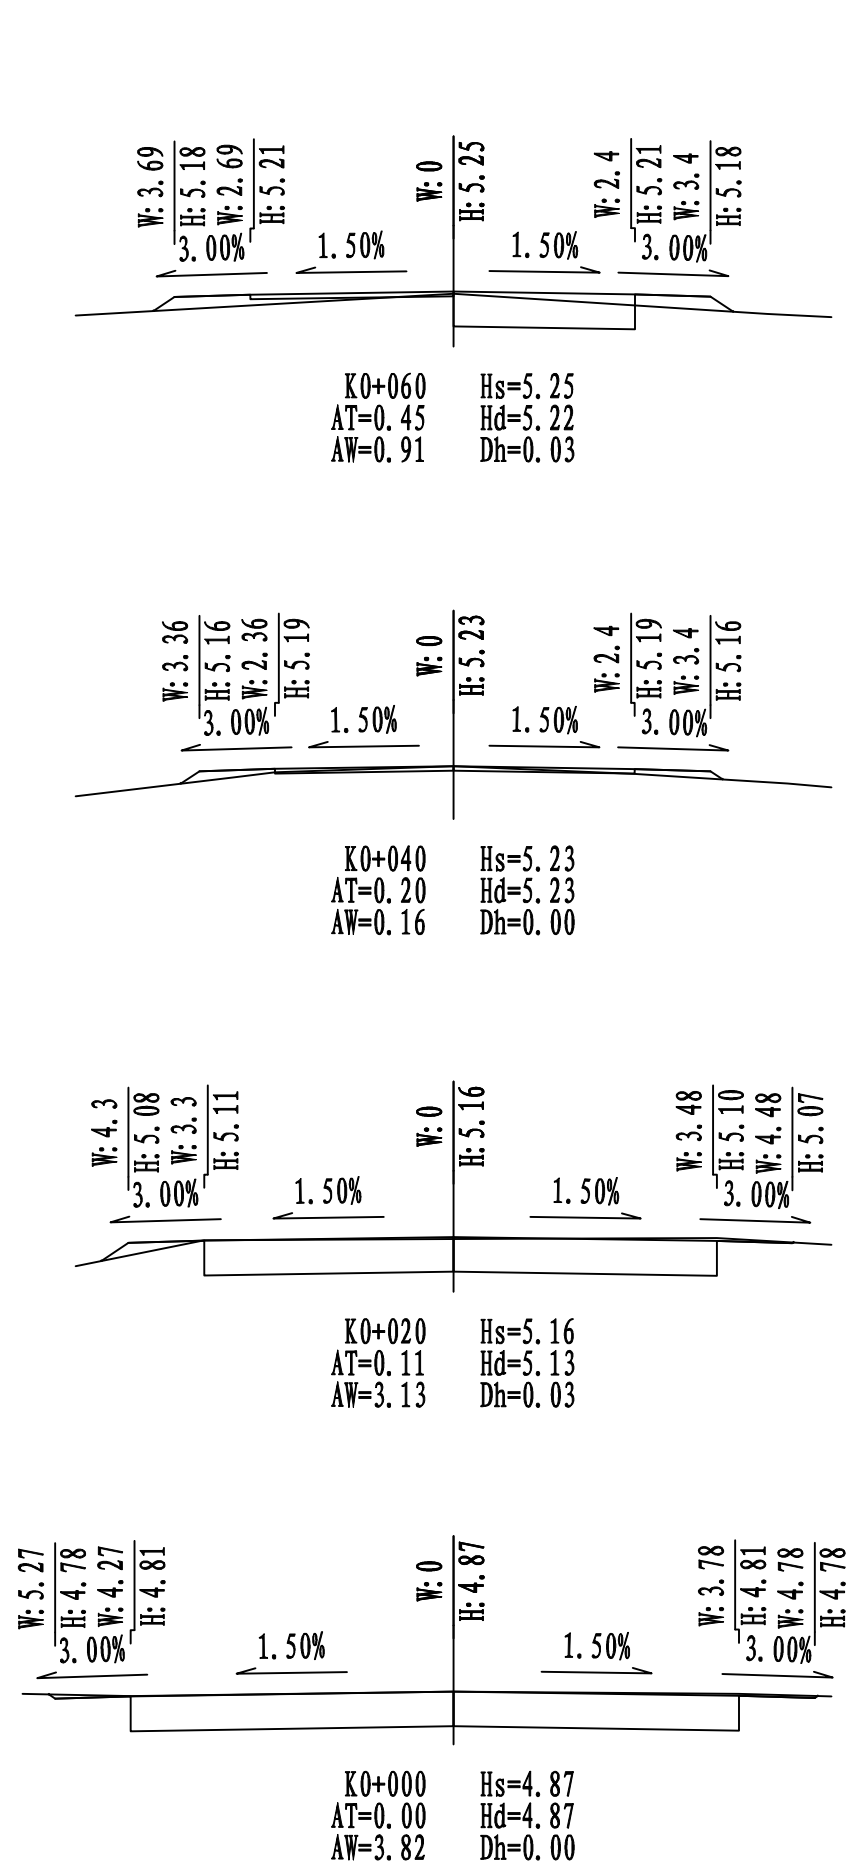 W:3.69
H:5.18
W:2.69
H:5.21
W:0
H:5.25
W:2.4
H:5.21
W:3.4
H:5.18
3.00%
1.50%
1.50%
3.00%
K0+060 Hs=5.25
AT=0.45 Hd=5.22
AW=0.91 Dh=0.03
W:3.36
H:5.16
W:2.36
H:5.19
W:0
H:5.23
W:2.4
H:5.19
W:3.4
H:5.16
3.00%
1.50%
1.50%
3.00%
K0+040 Hs=5.23
AT=0.20 Hd=5.23
AW=0.16 Dh=0.00
W:4.3
H:5.08
W:3.3
H:5.11
W:0
H:5.16
W:3.48
H:5.10
W:4.48
H:5.07
3.00%
1.50%
1.50%
3.00%
K0+020 Hs=5.16
AT=0.11 Hd=5.13
AW=3.13 Dh=0.03
W:5.27
H:4.78
W:4.27
H:4.81
W:0
H:4.87
W:3.78
H:4.81
W:4.78
H:4.78
3.00%
1.50%
1.50%
3.00%
K0+000 Hs=4.87
AT=0.00 Hd=4.87
AW=3.82 Dh=0.00